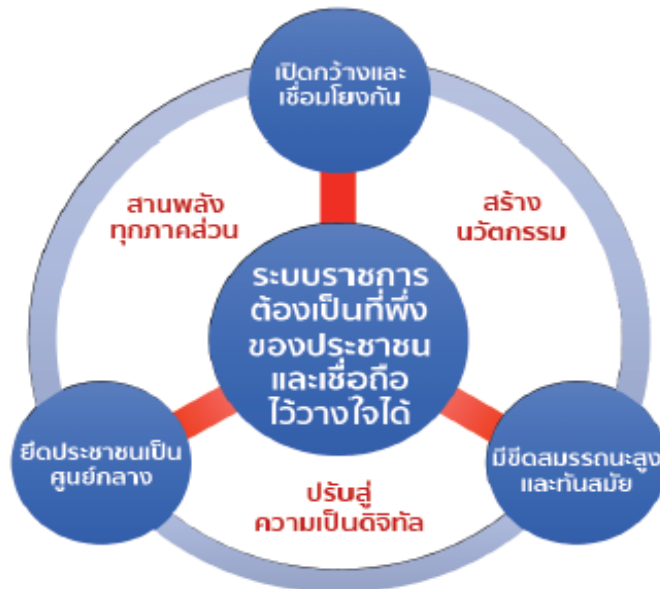 เปิดกว้างและ
เชื่อมโยงกัน
สานพลัง
ทุกภาคส่วน
สร้าง
นวัตกรรม
ระบบราชการ
ต้องเป็นที่พึ่ง
ของประชาชน
และเชื่อถือ
ไว้วางใจได้
ยึดประชาชนเป็น
ศูนย์กลาง
มีขีดสมรรถนะสูง
และทันสมัย
ปรับสู่
ความเป็นดิจิทัล